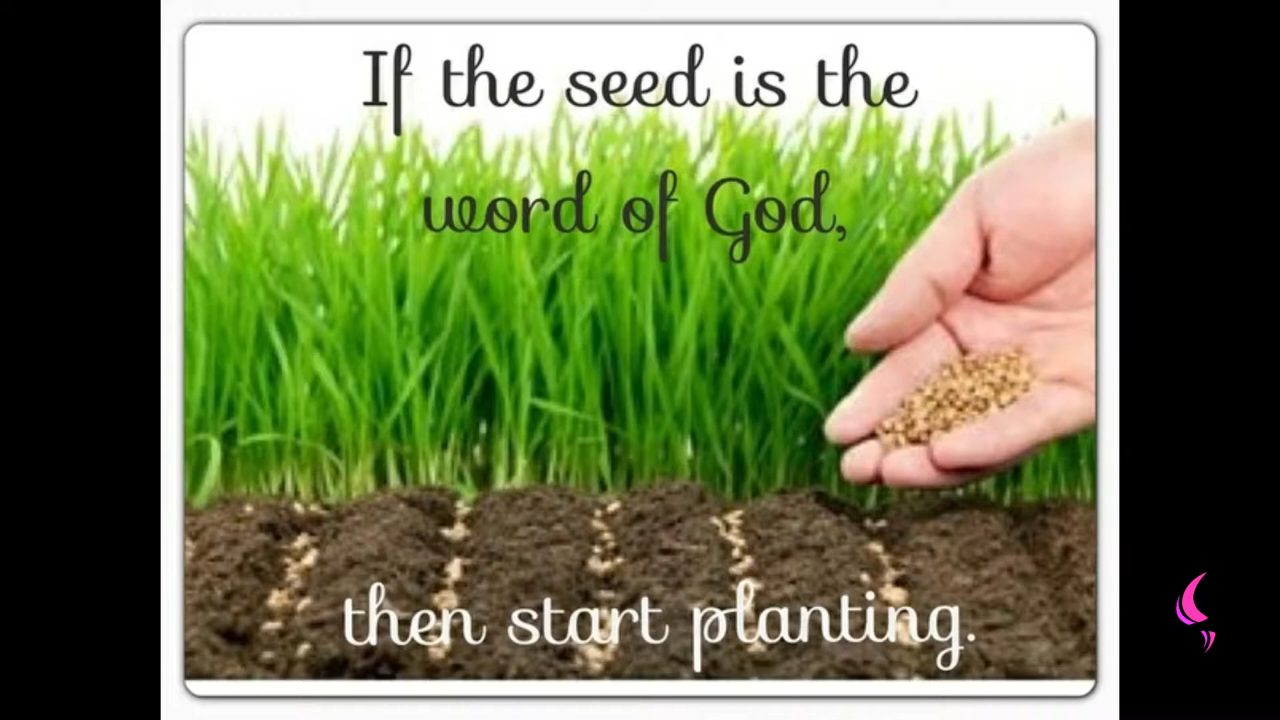 If the seed is the
word of God,
then start planting.